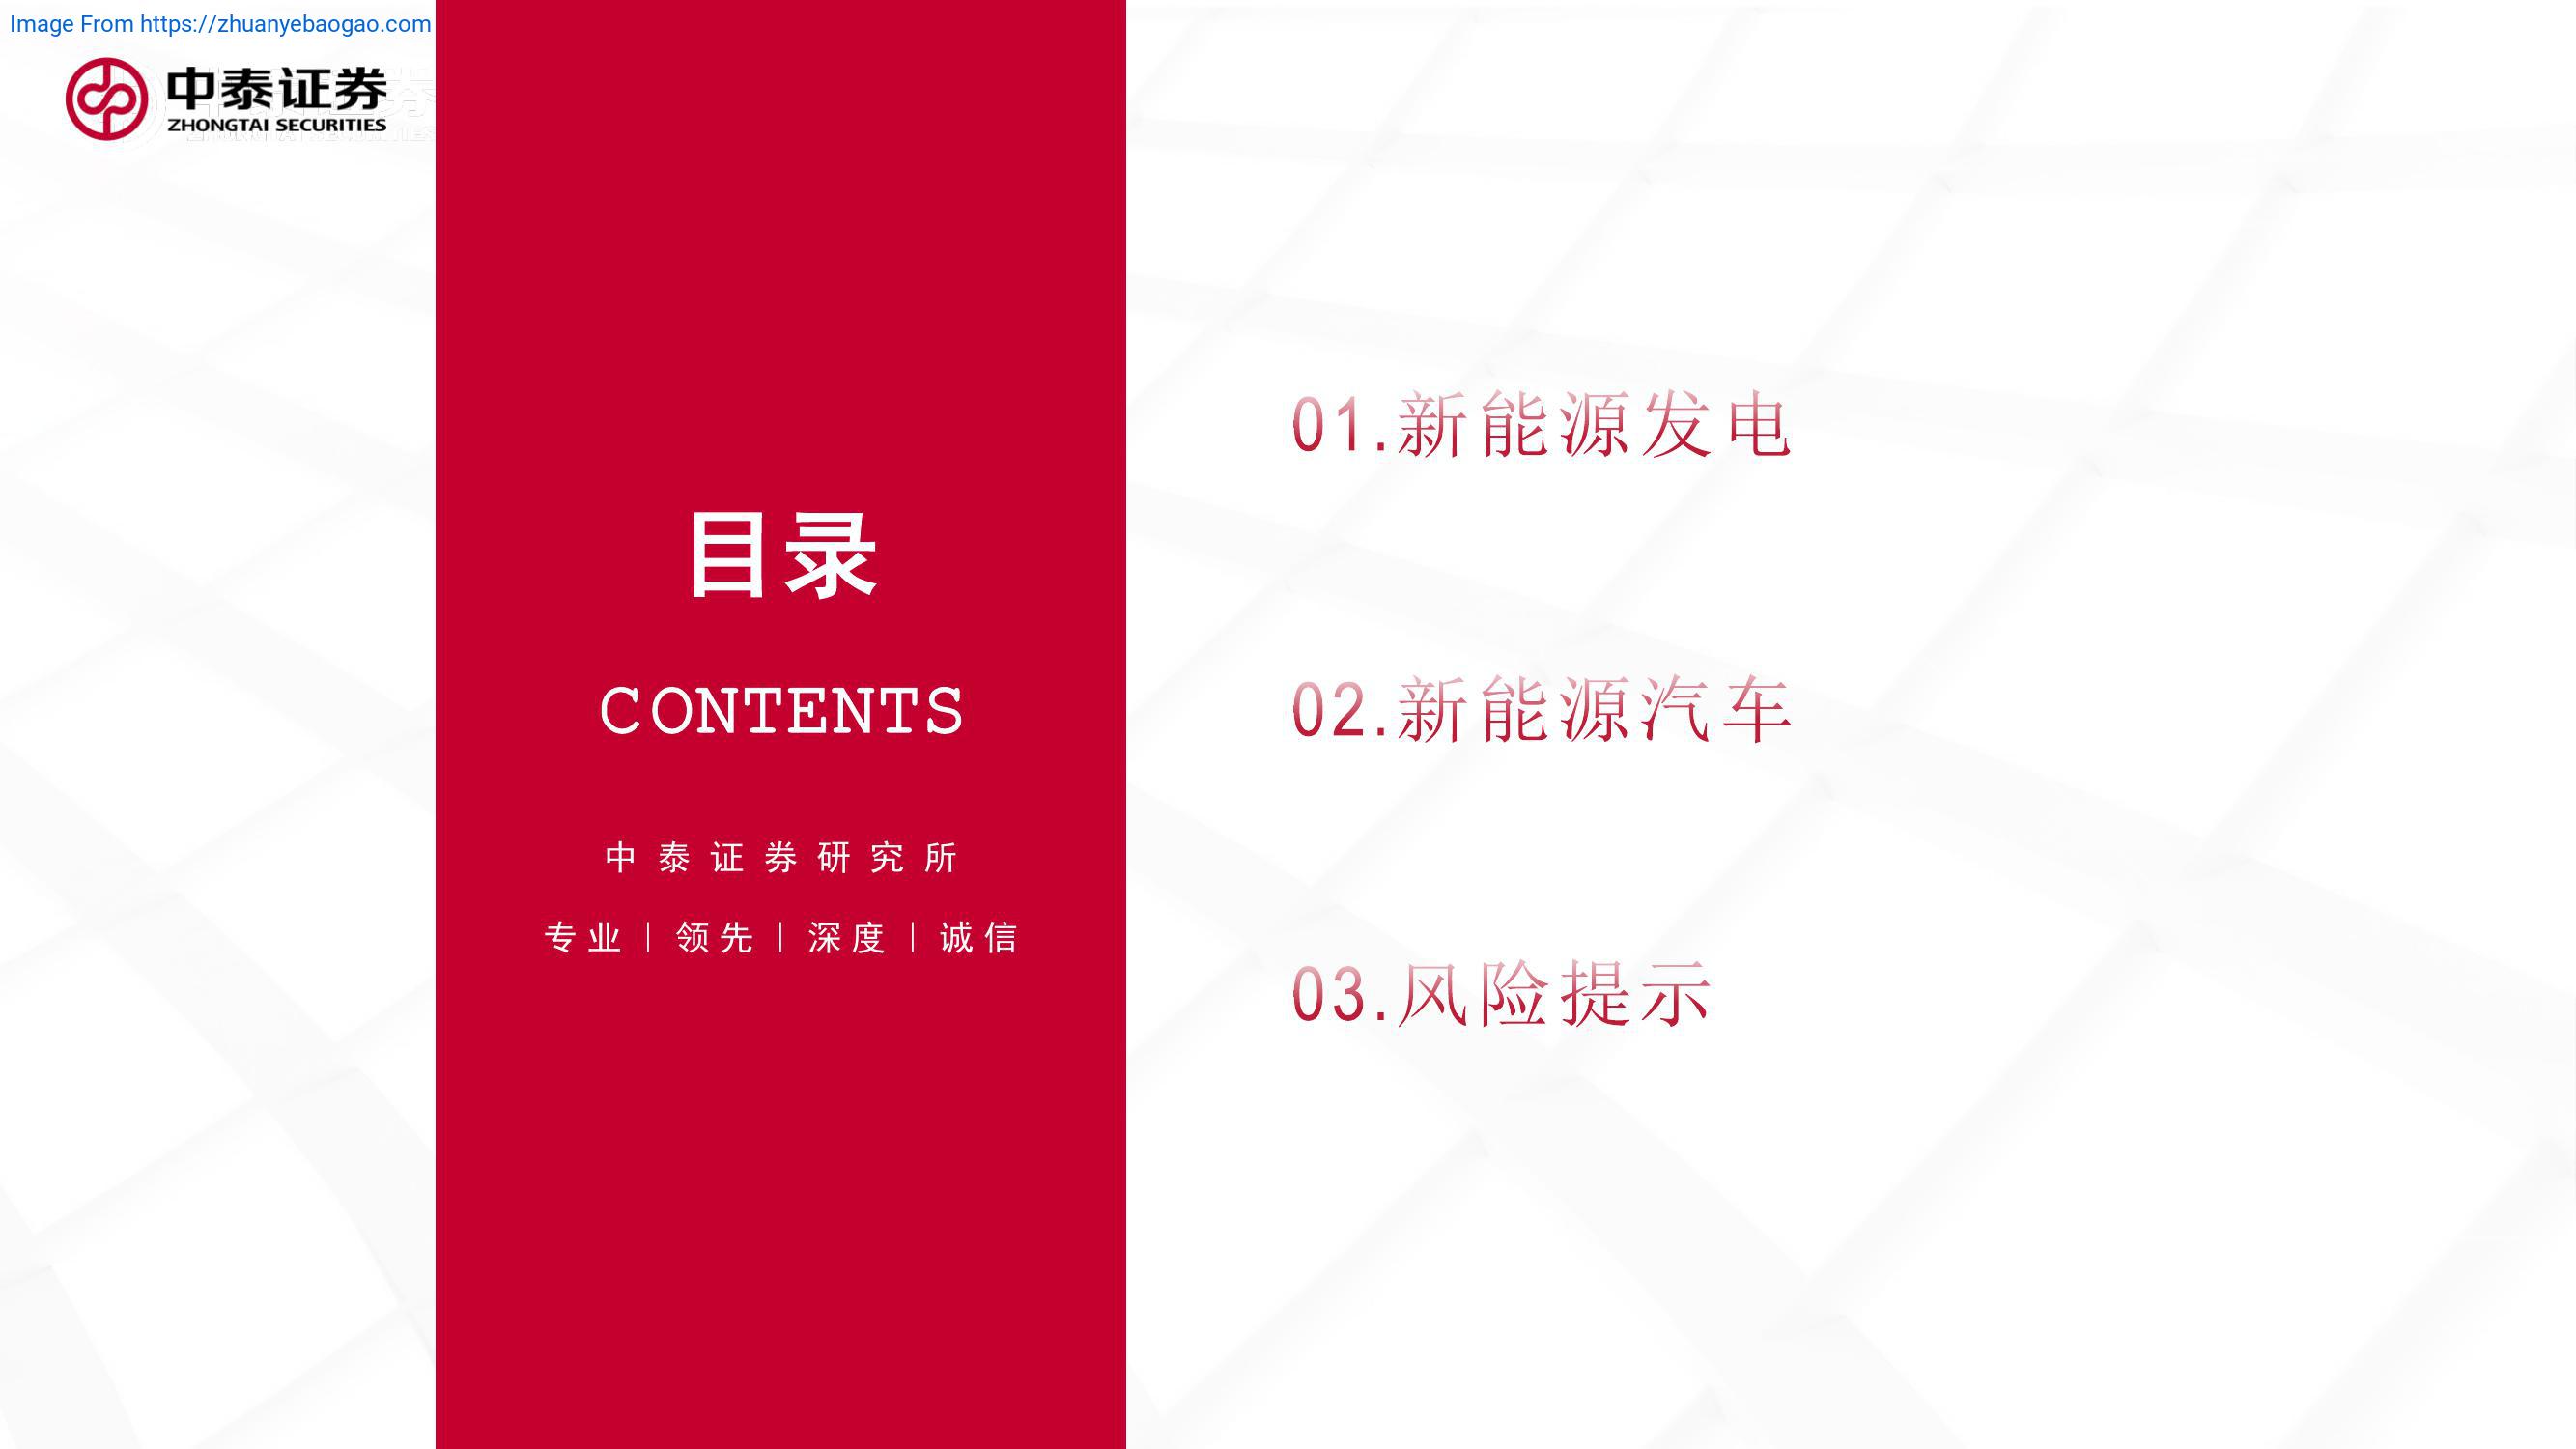 Image From https://zhuanyebaogao.com
中泰证券
ZHONGTAI SECURITIES
目录
CONTENTS
中泰证券研究所
专业｜领先｜深度｜诚信
01.新能源发电
02.新能源汽车
03.风险提示